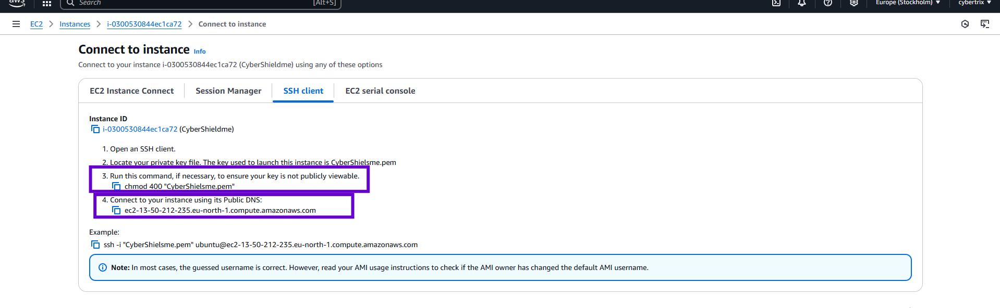 aws
Search [Alt+S] Europe (Stockholm) cybertrix
EC2 Instances i-0300530844ec1ca72 Connect to instance
Connect to instance Info
Connect to your instance i-0300530844ec1ca72 (CyberShieldme) using any of these options
EC2 Instance Connect Session Manager SSH client EC2 serial console
Instance ID
i-0300530844ec1ca72 (CyberShieldme)
1. Open an SSH client.
2. Locate your private key file. The key used to launch this instance is CyberShielsme.pem
3. Run this command, if necessary, to ensure your key is not publicly viewable.
chmod 400 "CyberShielsme.pem"
4. Connect to your instance using its Public DNS:
ec2-13-50-212-235.eu-north-1.compute.amazonaws.com
Example:
ssh -i "CyberShielsme.pem" ubuntu@ec2-13-50-212-235.eu-north-1.compute.amazonaws.com
Note: In most cases, the guessed username is correct. However, read your AMI usage instructions to check if the AMI owner has changed the default AMI username.